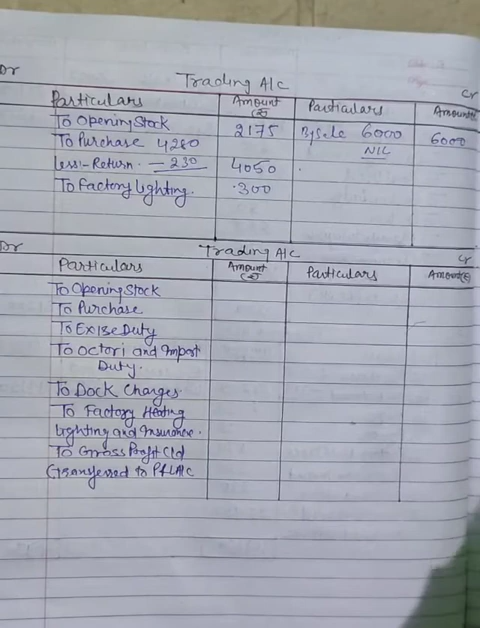 Dr Trading A/c Cr
Particulars Amount (₹) Particulars Amount(₹)
To Opening Stock 2175 By Sale 6000 6000
To Purchase 4280 NIL
Less:- Return. - 230 4050
To Factory Lighting. 300
Dr Trading A/c Cr
Particulars Amount (₹) Particulars Amount(₹)
To Opening Stock
To Purchase
To Exise Duty
To Octori and Import
Duty.
To Dock Charges.
To Factory Heating
Lighting and Insurance.
To Gross Profit C/d
(Transferred to P&L A/C